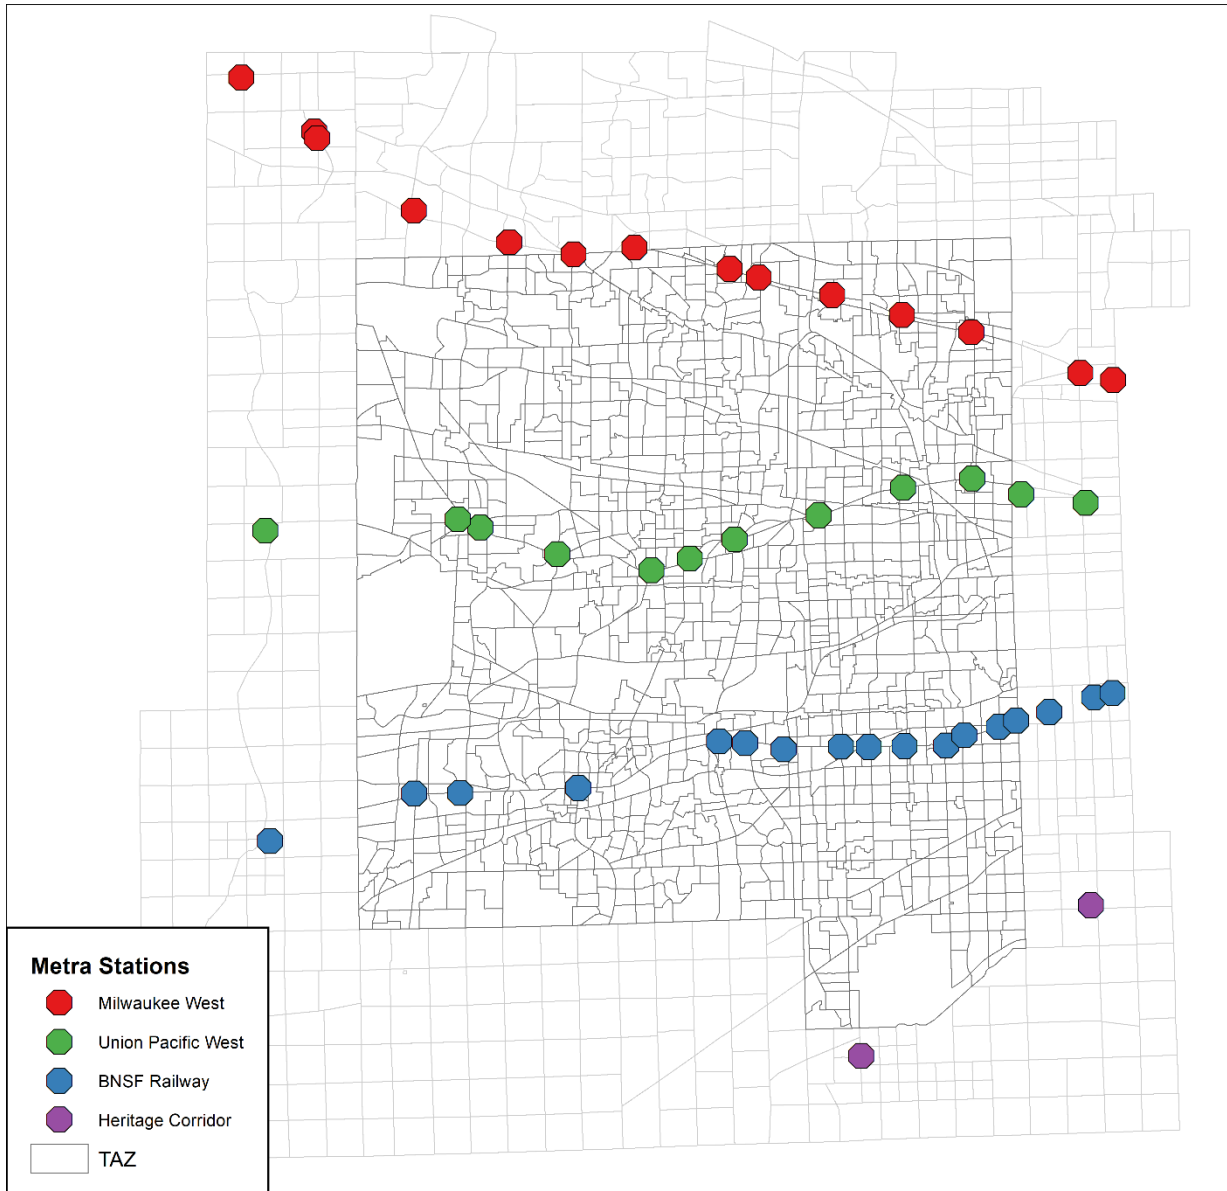 Metra Stations
Milwaukee West
Union Pacific West
BNSF Railway
Heritage Corridor
TAZ